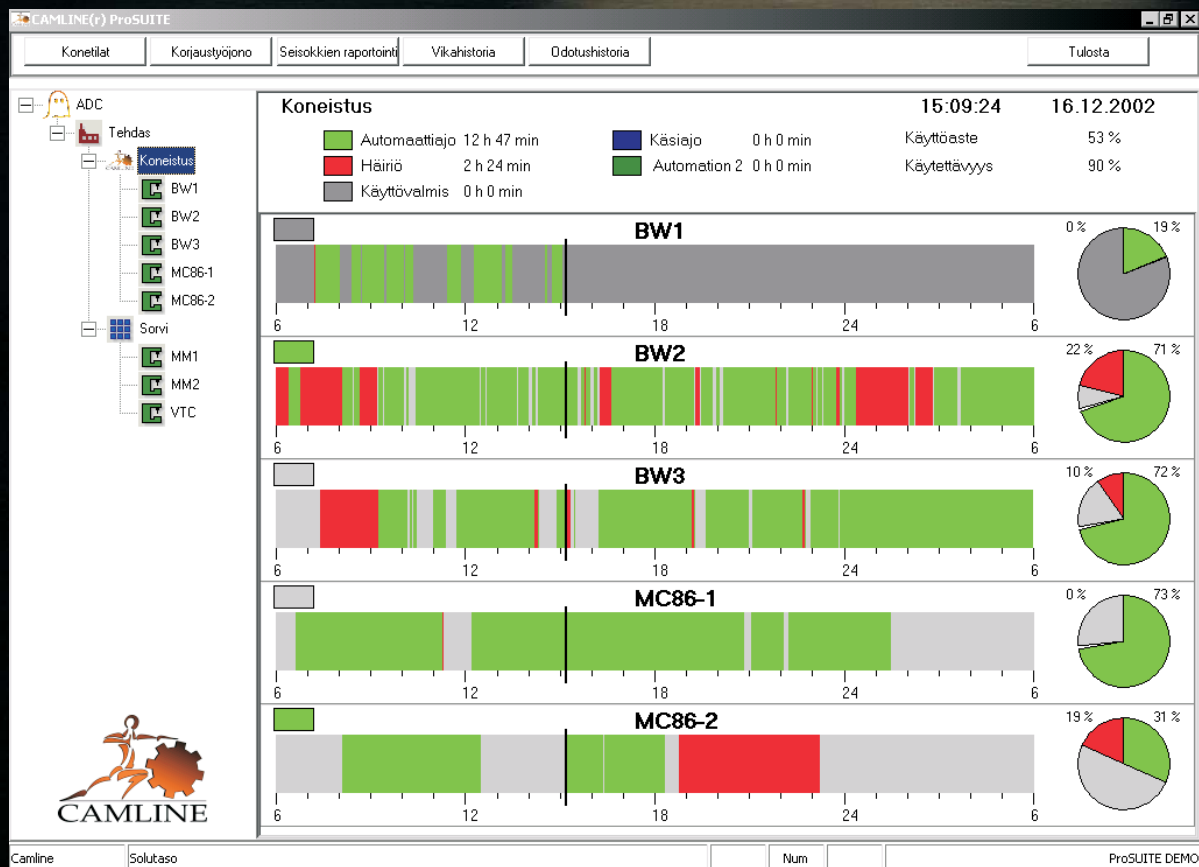 CAMLINE(r) ProSUITE
Konetilat Korjaustyöjono Seisokkien raportointi Vikahistoria Odotushistoria Tulosta
ADC
Tehdas
Koneistus
BW1
BW2
BW3
MC86-1
MC86-2
Sorvi
MM1
MM2
VTC
CAMLINE
Koneistus 15:09:24 16.12.2002
Automaattiajo 12 h 47 min Käsiajo 0 h 0 min Käyttöaste 53 %
Häiriö 2 h 24 min Automation 2 0 h 0 min Käytettävyys 90 %
Käyttövalmis 0 h 0 min
BW1 0 % 19 %
6 12 18 24 6
BW2 22 % 71 %
6 12 18 24 6
BW3 10 % 72 %
6 12 18 24 6
MC86-1 0 % 73 %
6 12 18 24 6
MC86-2 19 % 31 %
6 12 18 24 6
Camline Solutaso Num ProSUITE DEMO